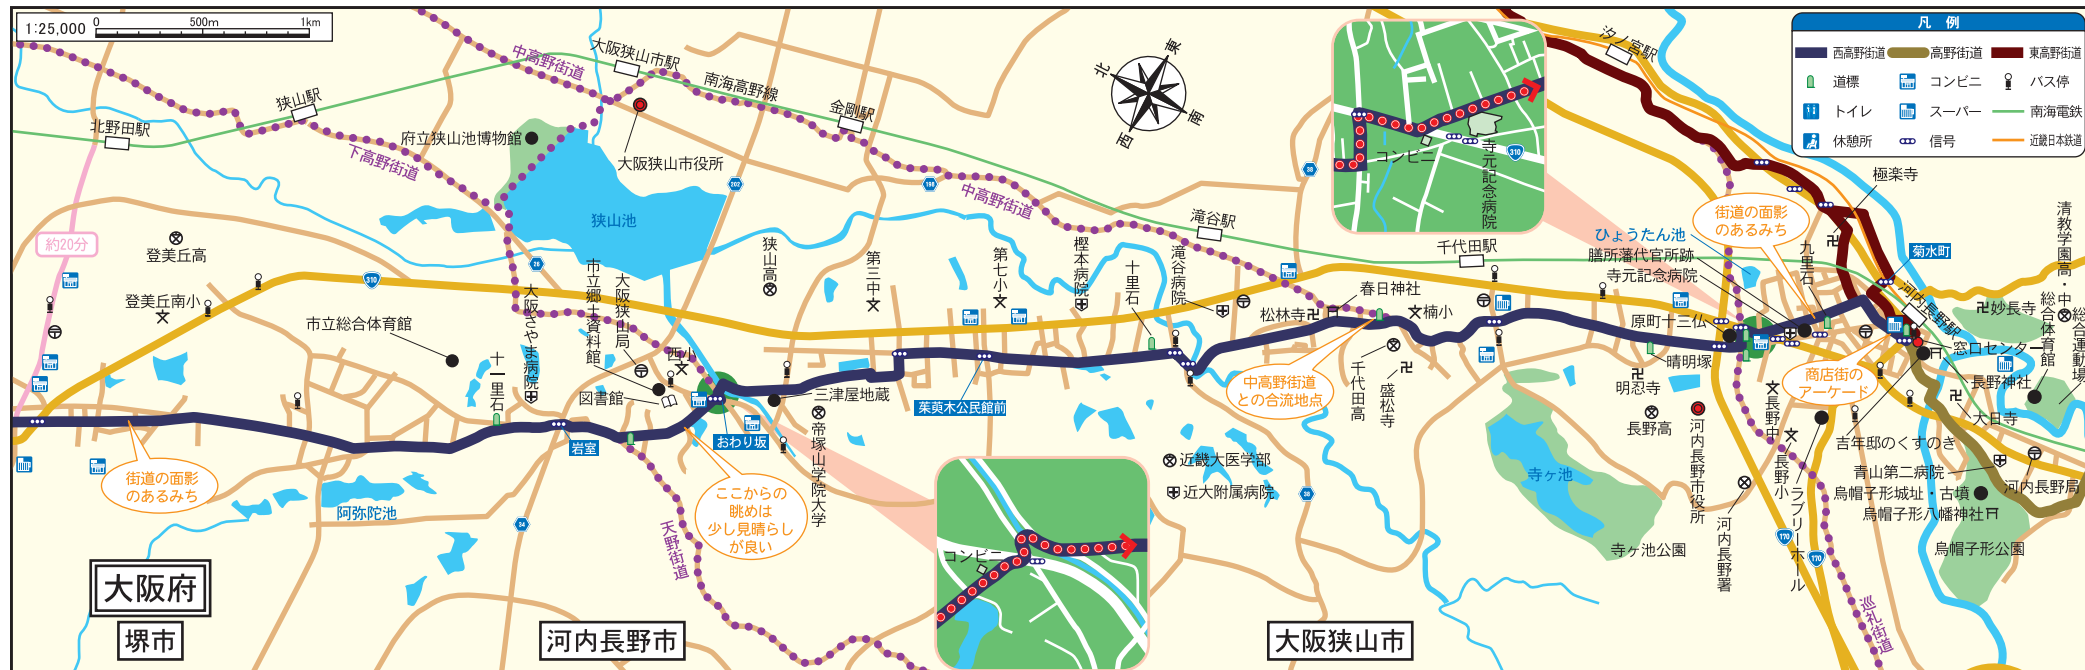 1:25,000
0
500m
1km
中高野街道
大阪狭山市駅
南海高野線
金剛駅
狭山駅
北野田駅
下高野街道
府立狭山池博物館
大阪狭山市役所
狭山池
202
198
38
中高野街道
滝谷駅
千代田駅
北
東
南
西
コンビニ
寺元記念病院
310
汐ノ宮駅
凡 例
西高野街道
高野街道
東高野街道
道標
コンビニ
バス停
トイレ
スーパー
南海電鉄
休憩所
信号
近畿日本鉄道
極楽寺
清教学園高・中
街道の面影
のあるみち
ひょうたん池
膳所藩代官所跡
寺元記念病院
九里石
菊水町
河内長野駅
妙長寺
総合体育館
総合運動場
約20分
登美丘高
登美丘南小
310
26
市立総合体育館
十一里石
大阪さやま病院
市立郷土資料館
大阪狭山局
西小
図書館
狭山高
第三中
第七小
樫本病院
十里石
滝谷病院
松林寺
春日神社
楠小
千代田高
盛松寺
原町十三仏
晴明塚
明忍寺
長野高
河内長野市役所
窓口センター
長野神社
大日寺
吉年邸のくすのき
青山第二病院
烏帽子形城址・古墳
烏帽子形八幡神社
河内長野局
烏帽子形公園
商店街の
アーケード
長野中
長野小
ラブリーホール
河内長野署
170
170
巡礼街道
寺ヶ池
寺ヶ池公園
中高野街道
との合流地点
三津屋地蔵
茱萸木公民館前
おわり坂
岩室
帝塚山学院大学
近畿大医学部
近大附属病院
38
34
街道の面影
のあるみち
阿弥陀池
ここからの
眺めは
少し見晴らし
が良い
天野街道
コンビニ
大阪府
堺市
河内長野市
大阪狭山市